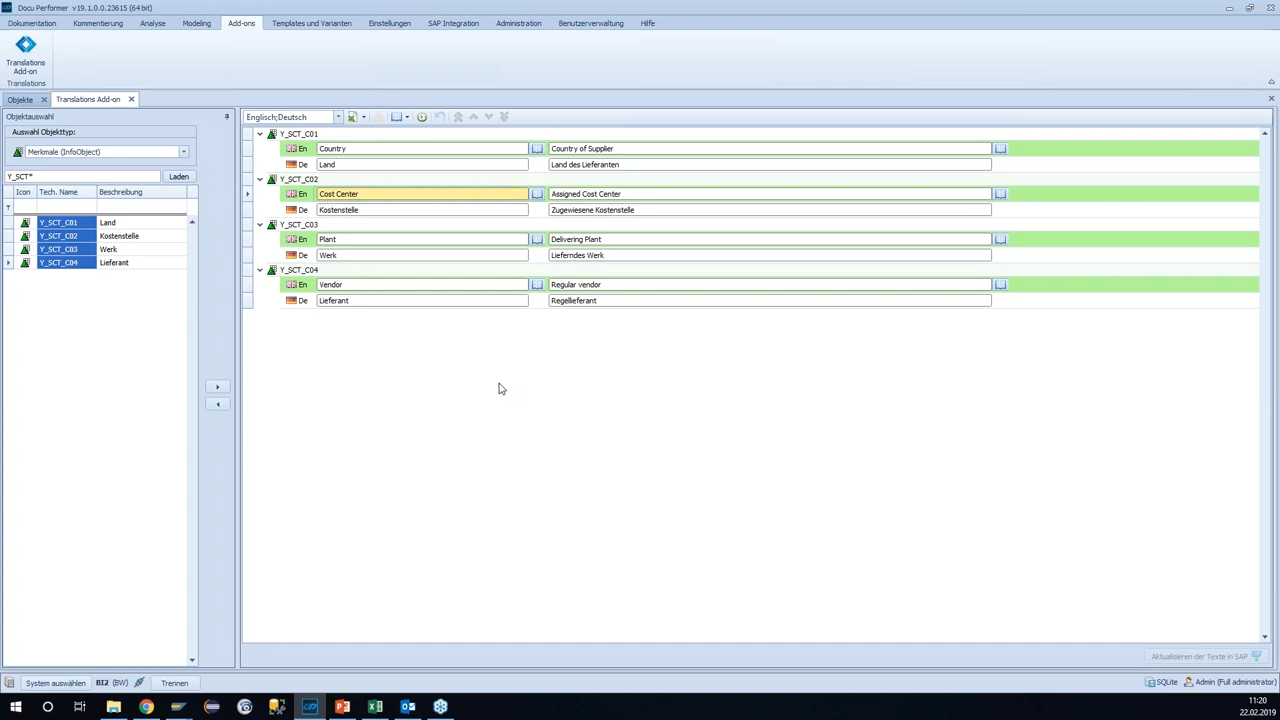 Docu Performer v19.1.0.0.23615 (64 bit)
Dokumentation Kommentierung Analyse Modeling Add-ons Templates und Varianten Einstellungen SAP Integration Administration Benutzerverwaltung Hilfe
Translations
Add-on
Translations
Objekte Translations Add-on
Objektauswahl
Auswahl Objekttyp:
Merkmale (InfoObject)
Y_SCT* Laden
Icon Tech. Name Beschreibung
Y_SCT_C01 Land
Y_SCT_C02 Kostenstelle
Y_SCT_C03 Werk
Y_SCT_C04 Lieferant
Englisch;Deutsch
Y_SCT_C01
En Country Country of Supplier
De Land Land des Lieferanten
Y_SCT_C02
En Cost Center Assigned Cost Center
De Kostenstelle Zugewiesene Kostenstelle
Y_SCT_C03
En Plant Delivering Plant
De Werk Lieferndes Werk
Y_SCT_C04
En Vendor Regular vendor
De Lieferant Regellieferant
Aktualisieren der Texte in SAP
System auswählen BI2 (BW) Trennen SQLite Admin (Full administrator)
11:20
22.02.2019